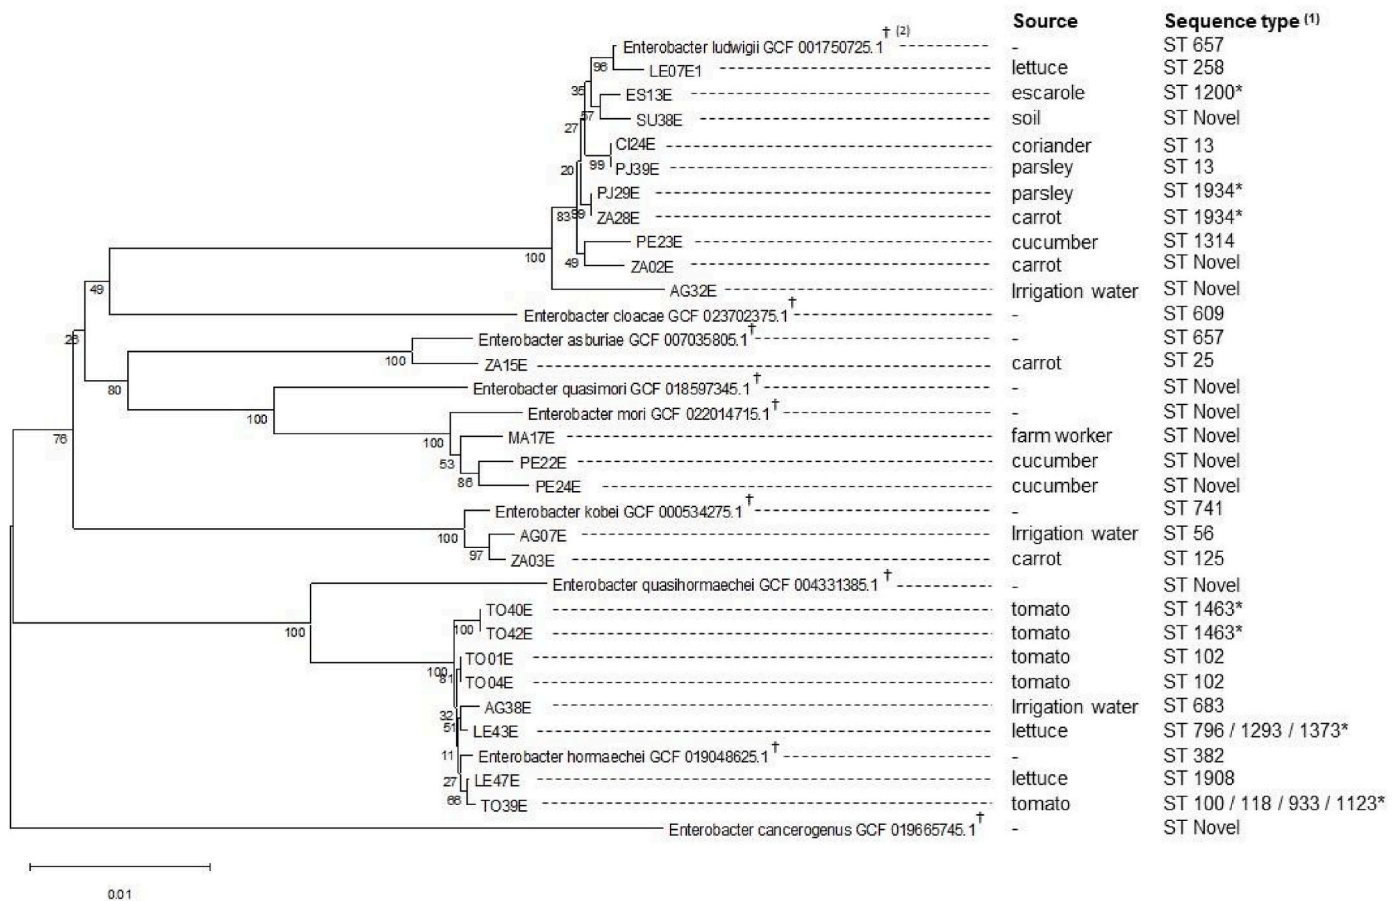 Source Sequence type (1)
Enterobacter ludwigii GCF 001750725.1† (2) - ST 657
98 LE07E1 lettuce ST 258
35 ES13E escarole ST 1200*
57 SU38E soil ST Novel
27
CI24E coriander ST 13
20 99 PJ39E parsley ST 13
PJ29E parsley ST 1934*
83 99 ZA28E carrot ST 1934*
PE23E cucumber ST 1314
100 49 ZA02E carrot ST Novel
49 AG32E Irrigation water ST Novel
Enterobacter cloacae GCF 023702375.1† - ST 609
Enterobacter asburiae GCF 007035805.1† - ST 657
100 ZA15E carrot ST 25
80 Enterobacter quasimori GCF 018597345.1† - ST Novel
100 Enterobacter mori GCF 022014715.1† - ST Novel
76 100 MA17E farm worker ST Novel
53 PE22E cucumber ST Novel
86 PE24E cucumber ST Novel
Enterobacter kobei GCF 000534275.1† - ST 741
100 AG07E Irrigation water ST 56
97 ZA03E carrot ST 125
Enterobacter quasihormaechei GCF 004331385.1† - ST Novel
TO40E tomato ST 1463*
100 100 TO42E tomato ST 1463*
TO01E tomato ST 102
100 81 TO04E tomato ST 102
AG38E Irrigation water ST 683
32 51 LE43E lettuce ST 796 / 1293 / 1373*
11 Enterobacter hormaechei GCF 019048625.1† - ST 382
27 LE47E lettuce ST 1908
66 TO39E tomato ST 100 / 118 / 933 / 1123*
Enterobacter cancerogenus GCF 019665745.1† - ST Novel
0.01